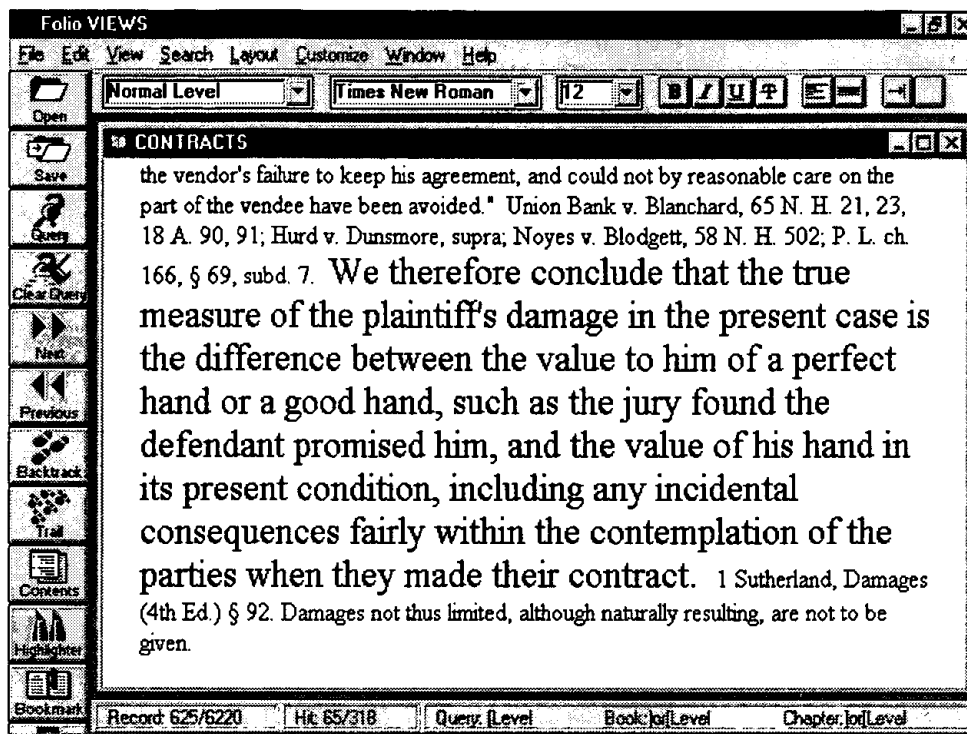 Folio VIEWS
File Edit View Search Layout Customize Window Help
Open
Normal Level Times New Roman 12 B I U T
CONTRACTS
Save
Query
Clear Query
Next
Previous
Backtrack
Trail
Contents
Highlighter
Bookmark
the vendor's failure to keep his agreement, and could not by reasonable care on the
part of the vendee have been avoided." Union Bank v. Blanchard, 65 N. H. 21, 23,
18 A. 90, 91; Hurd v. Dunsmore, supra; Noyes v. Blodgett, 58 N. H. 502; P. L. ch.
166, § 69, subd. 7. We therefore conclude that the true
measure of the plaintiff's damage in the present case is
the difference between the value to him of a perfect
hand or a good hand, such as the jury found the
defendant promised him, and the value of his hand in
its present condition, including any incidental
consequences fairly within the contemplation of the
parties when they made their contract. 1 Sutherland, Damages
(4th Ed.) § 92. Damages not thus limited, although naturally resulting, are not to be
given.
Record: 625/6220 Hit: 65/318 Query: [Level Book:]or[Level Chapter:]or[Level